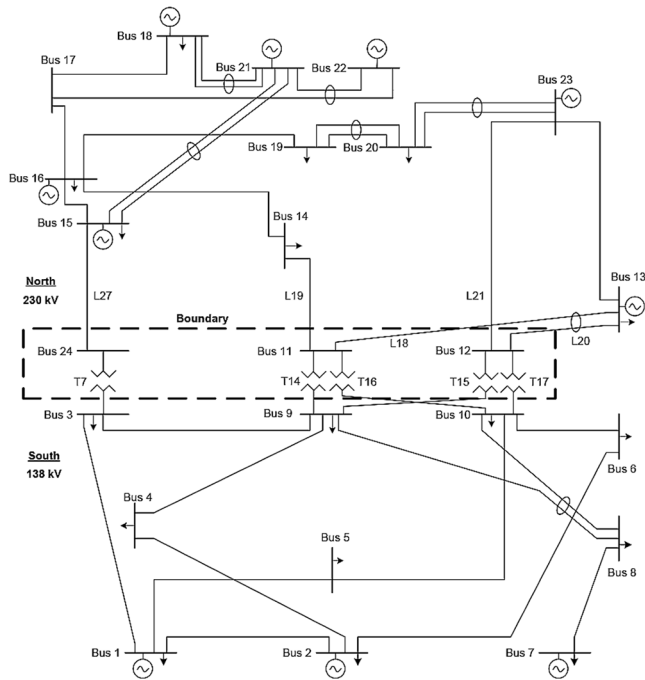 Bus 18
Bus 17
Bus 21
Bus 22
Bus 23
Bus 19
Bus 20
Bus 16
Bus 15
Bus 14
Bus 13
North
230 kV
L27
L19
L21
Boundary
L18
L20
Bus 24
Bus 11
Bus 12
T7
T14
T16
T15
T17
Bus 3
Bus 9
Bus 10
South
138 kV
Bus 6
Bus 4
Bus 5
Bus 8
Bus 1
Bus 2
Bus 7